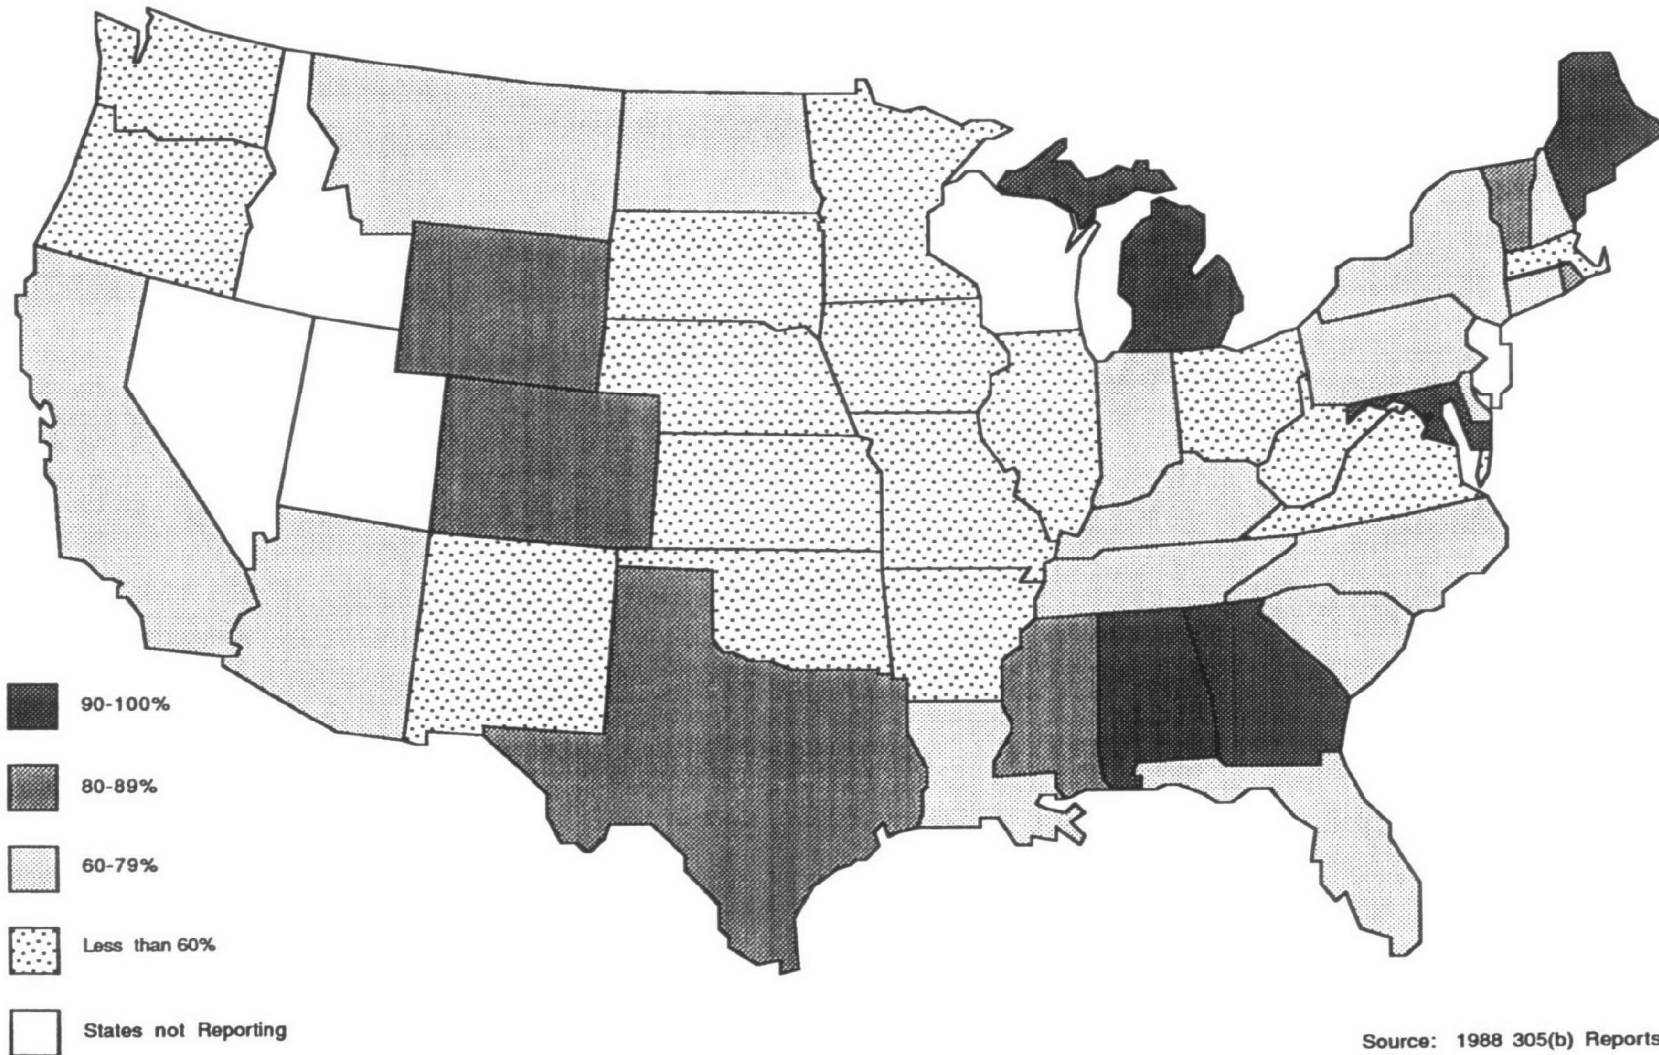 90-100%
80-89%
60-79%
Less than 60%
States not Reporting
Source: 1988 305(b) Reports